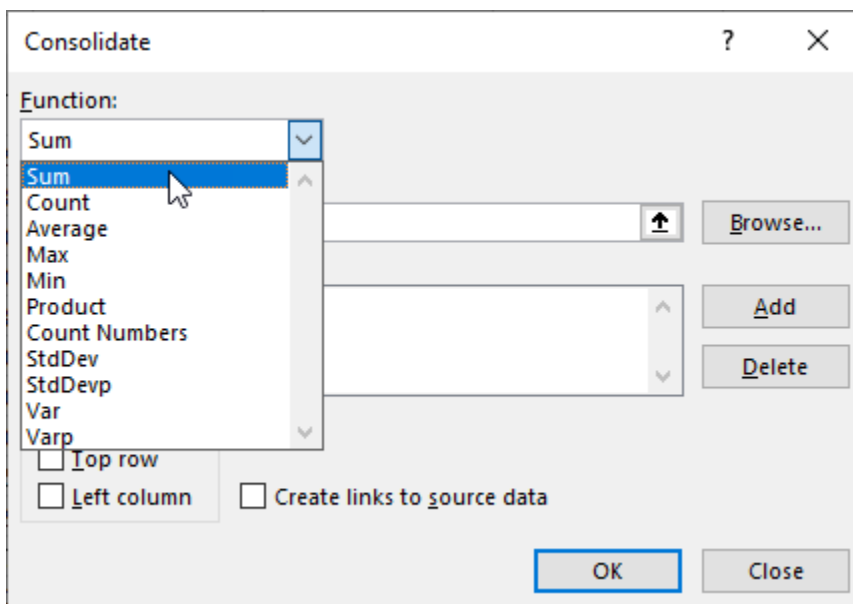 Consolidate
Function:
Sum
Sum
Count
Average
Max
Min
Product
Count Numbers
StdDev
StdDevp
Var
Varp
Browse...
Add
Delete
Top row
Left column
Create links to source data
OK
Close